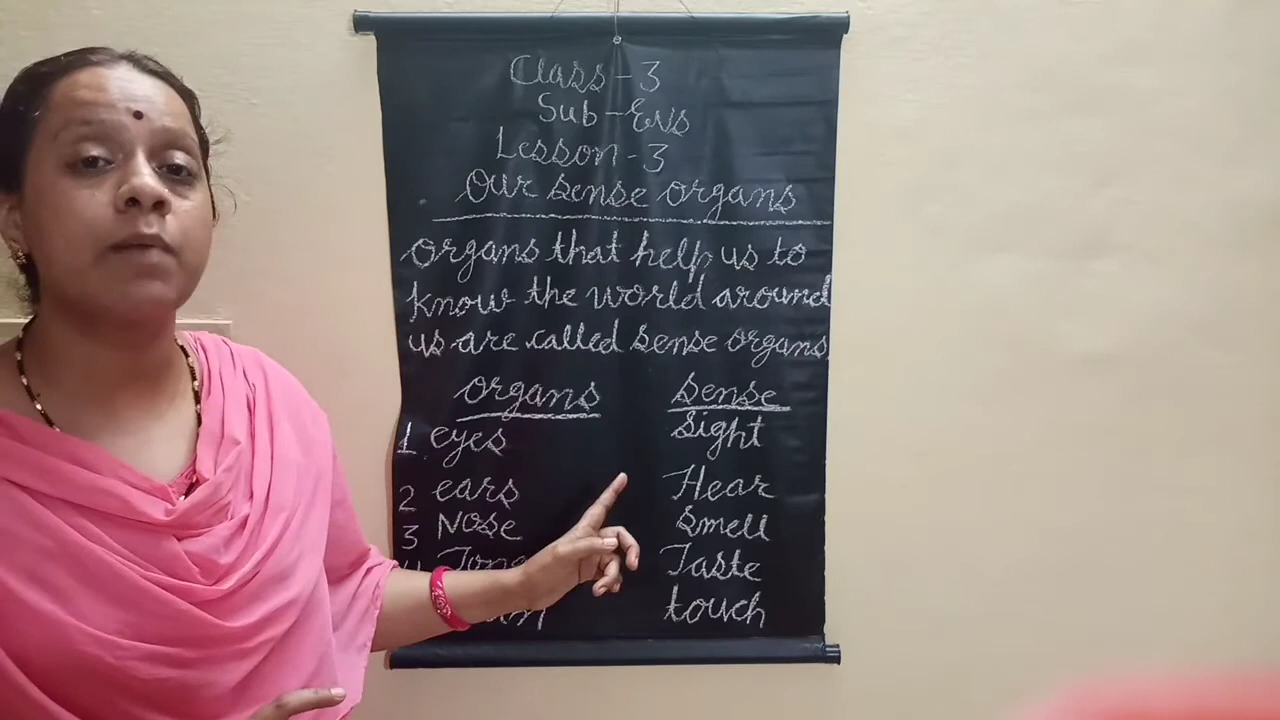 Class - 3
Sub - EVS
Lesson - 3
Our sense organs
organs that help us to
know the world around
us are called sense organs
organs sense
1 eyes Sight
2 ears Hear
3 Nose Smell
Taste
touch